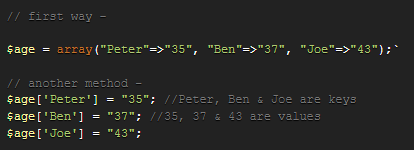 // first way -
$age = array("Peter"=>"35", "Ben"=>"37", "Joe"=>"43");`
// another method -
$age['Peter'] = "35"; //Peter, Ben & Joe are keys
$age['Ben'] = "37"; //35, 37 & 43 are values
$age['Joe'] = "43";